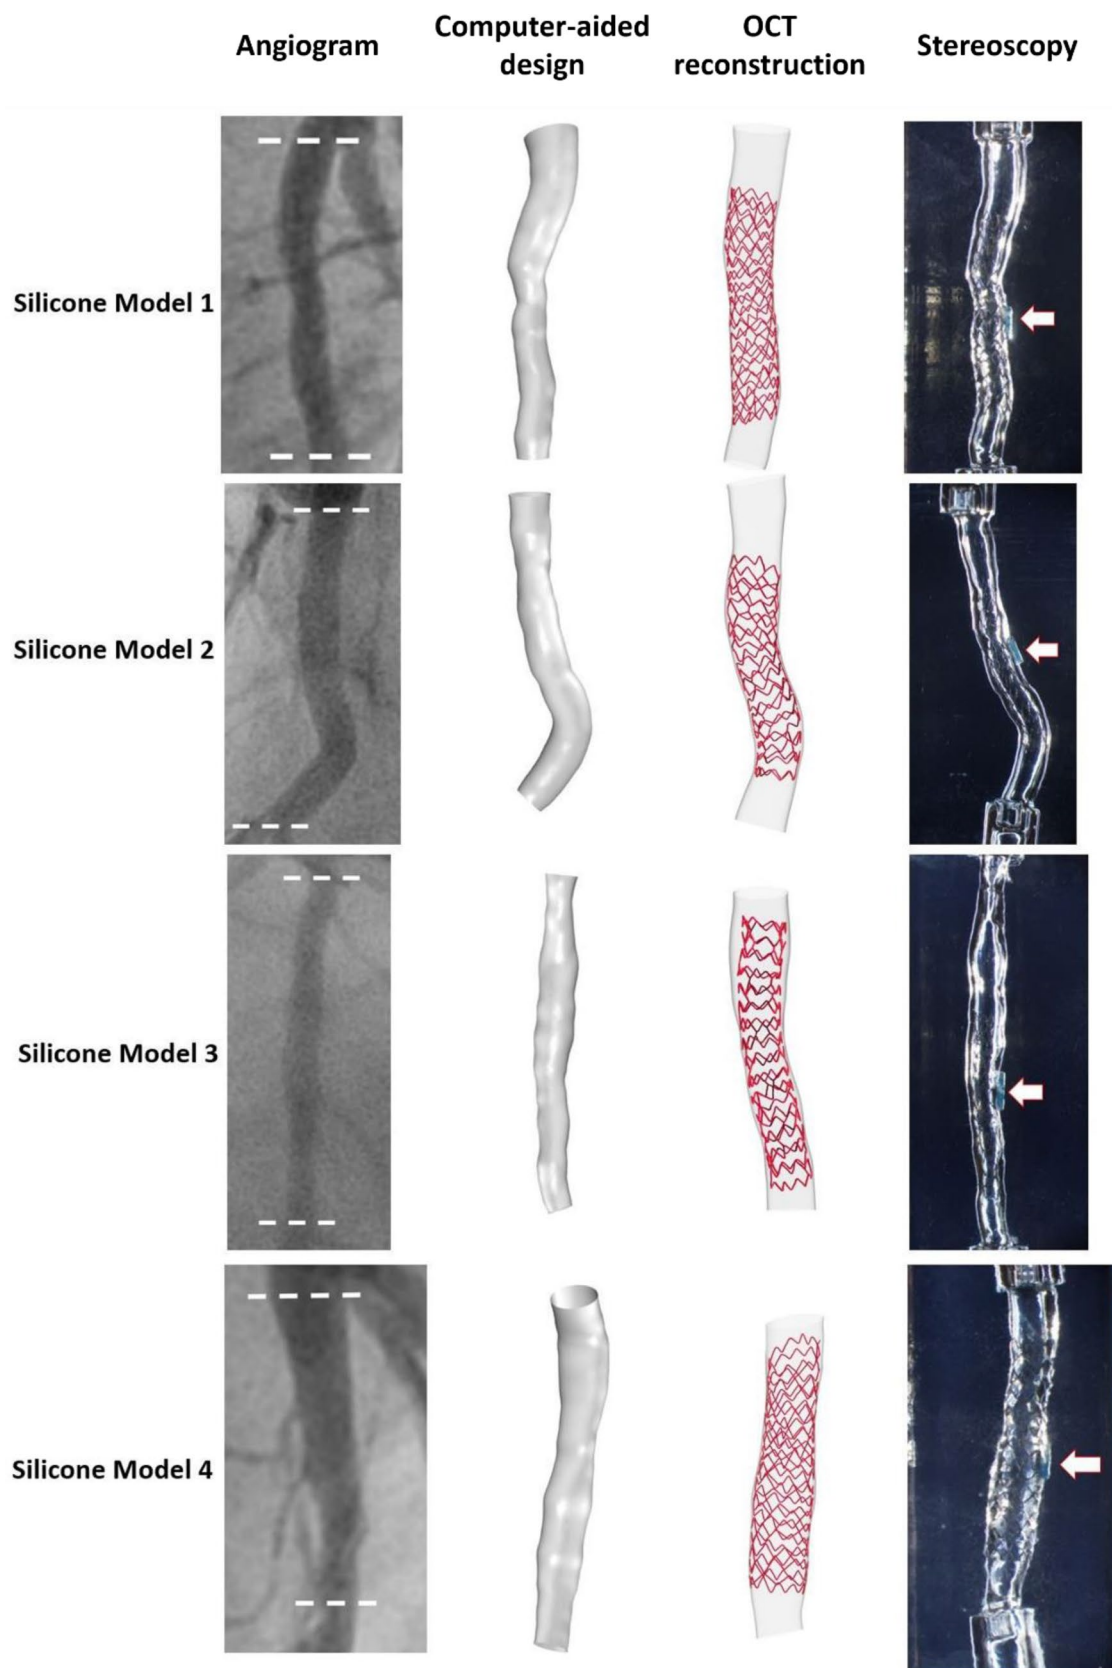 Angiogram
Computer-aided
design
OCT
reconstruction
Stereoscopy
Silicone Model 1
Silicone Model 2
Silicone Model 3
Silicone Model 4